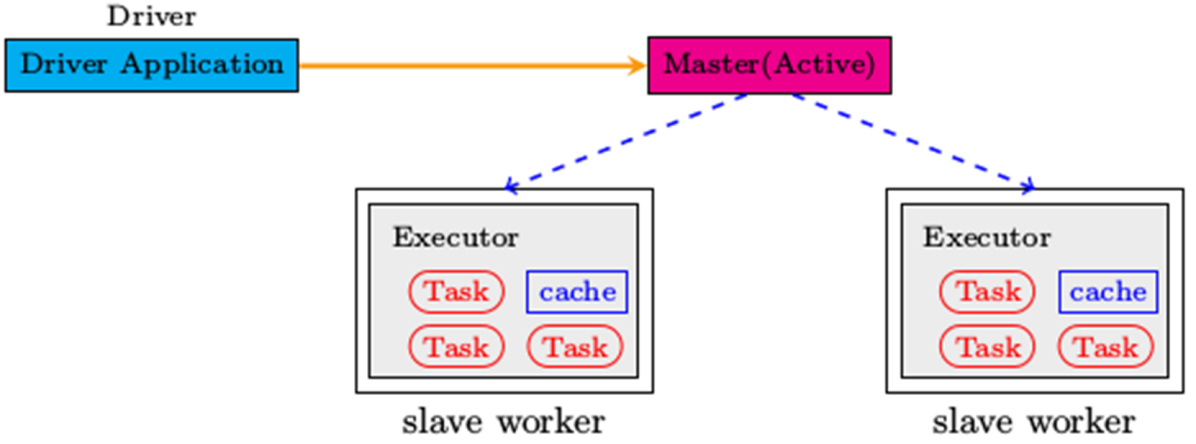 Driver
Driver Application
Master(Active)
Executor
Task cache
Task Task
slave worker
Executor
Task cache
Task Task
slave worker